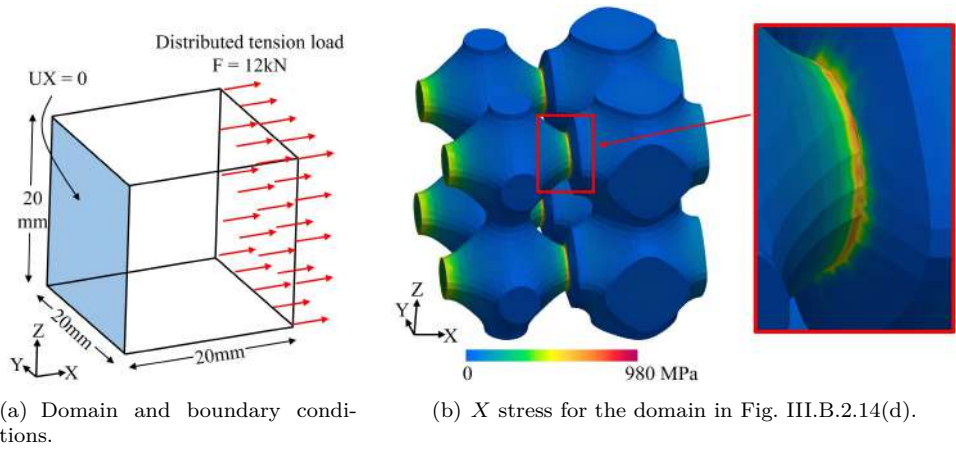 Distributed tension load
F = 12kN
UX = 0
20
mm
20mm
20mm
Z
Y
X
Z
Y
X
0
980 MPa
(a) Domain and boundary condi-
tions.
(b) X stress for the domain in Fig. III.B.2.14(d).